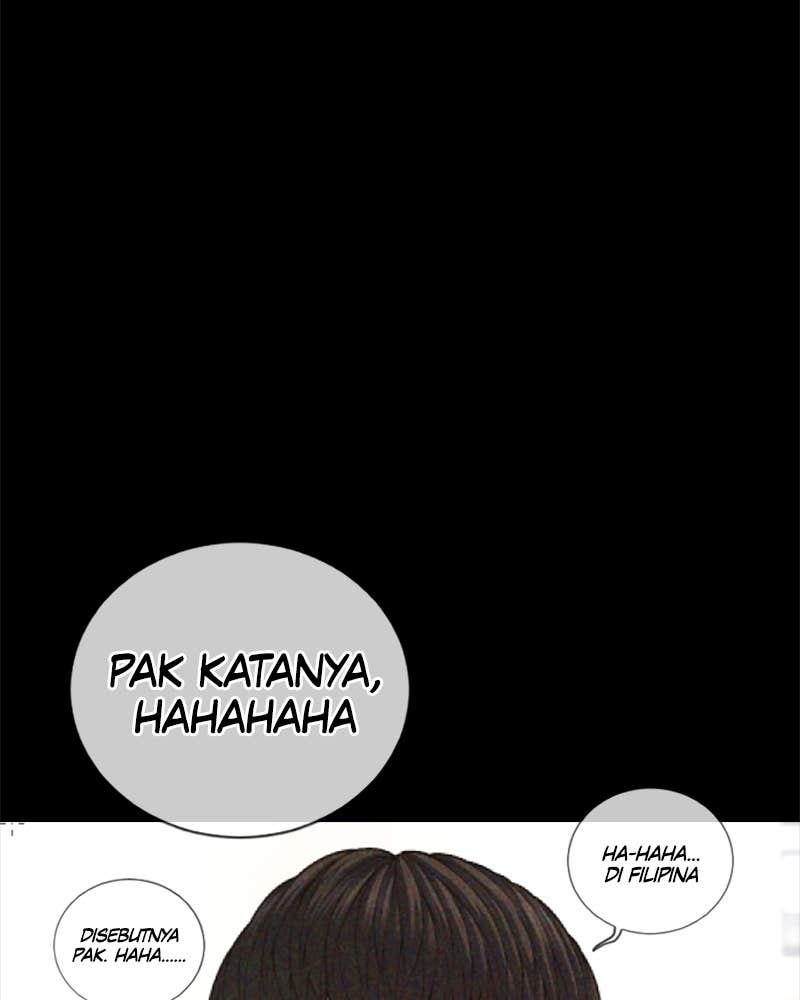 PAK KATANYA,
HAHAHAHA
HA-HAHA...
DI FILIPINA
DISEBUTNYA
PAK. HAHA......